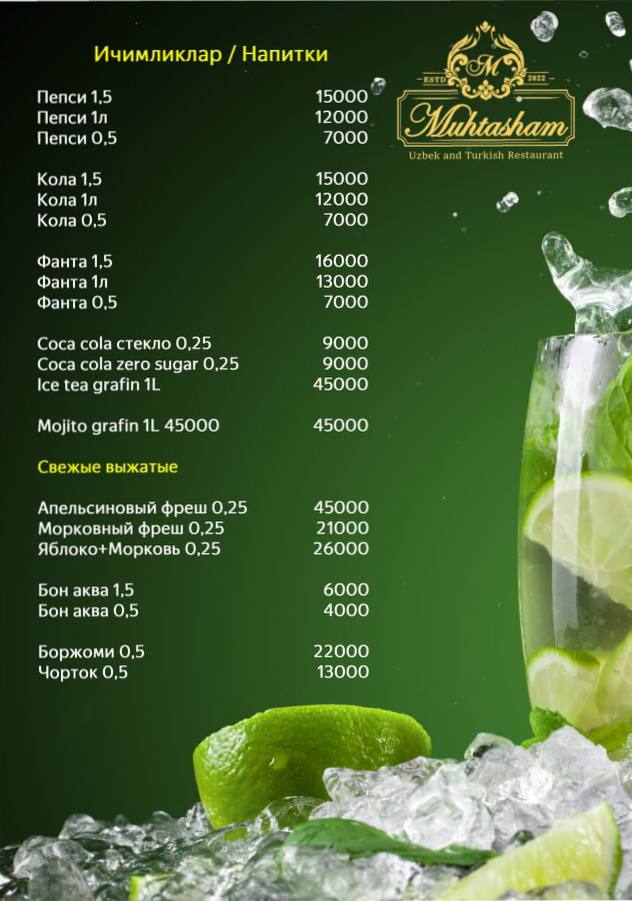 Ичимликлар / Напитки
M
ESTD 2022
Muhtasham
Uzbek and Turkish Restaurant
Пепси 1,5 15000
Пепси 1л 12000
Пепси 0,5 7000
Кола 1,5 15000
Кола 1л 12000
Кола 0,5 7000
Фанта 1,5 16000
Фанта 1л 13000
Фанта 0,5 7000
Coca cola стекло 0,25 9000
Coca cola zero sugar 0,25 9000
Ice tea grafin 1L 45000
Mojito grafin 1L 45000 45000
Свежые выжатые
Апельсиновый фреш 0,25 45000
Морковный фреш 0,25 21000
Яблоко+Морковь 0,25 26000
Бон аква 1,5 6000
Бон аква 0,5 4000
Боржоми 0,5 22000
Чорток 0,5 13000